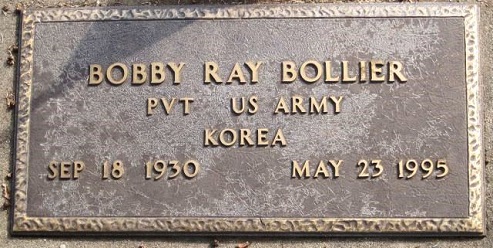 BOBBY RAY BOLLIER
PVT US ARMY
KOREA
SEP 18 1930 MAY 23 1995